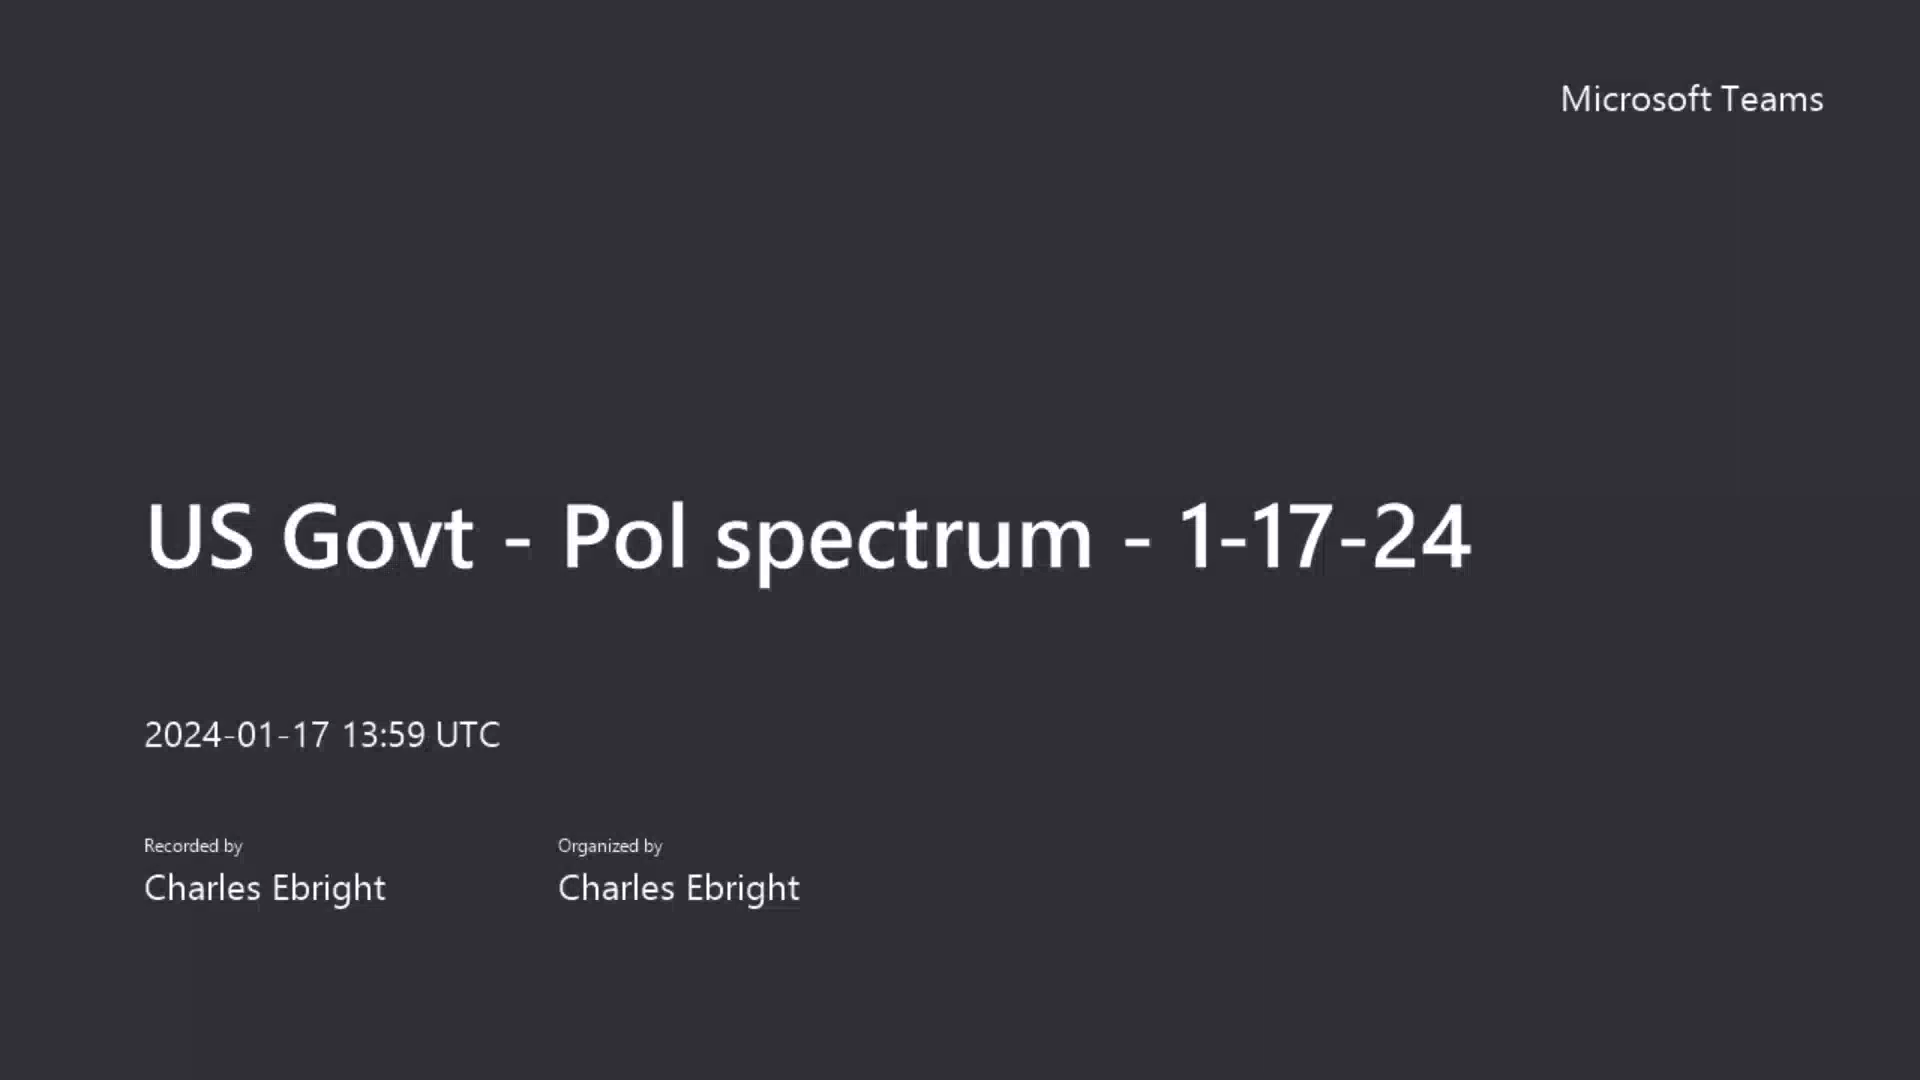 Microsoft Teams
US Govt - Pol spectrum - 1-17-24
2024-01-17 13:59 UTC
Recorded by
Charles Ebright
Organized by
Charles Ebright